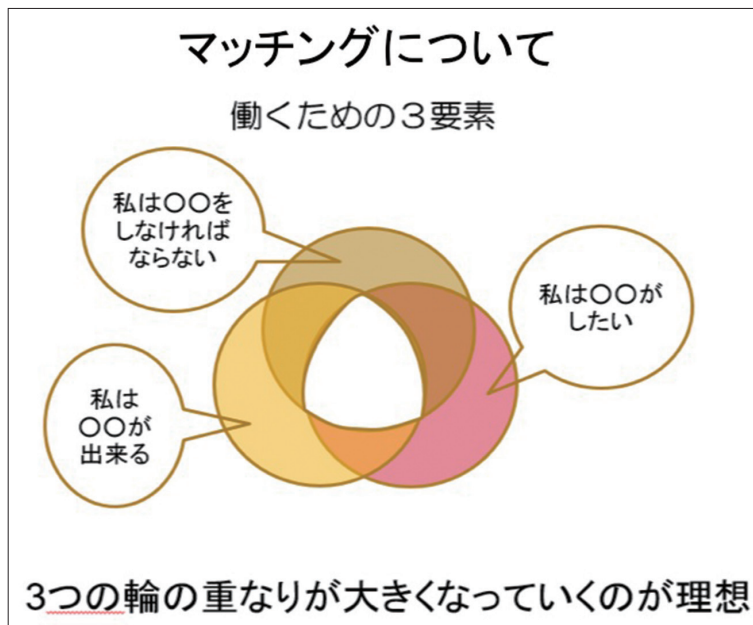 マッチングについて
働くための３要素
私は〇〇を
しなければ
ならない
私は〇〇が
したい
私は
〇〇が
出来る
3つの輪の重なりが大きくなっていくのが理想